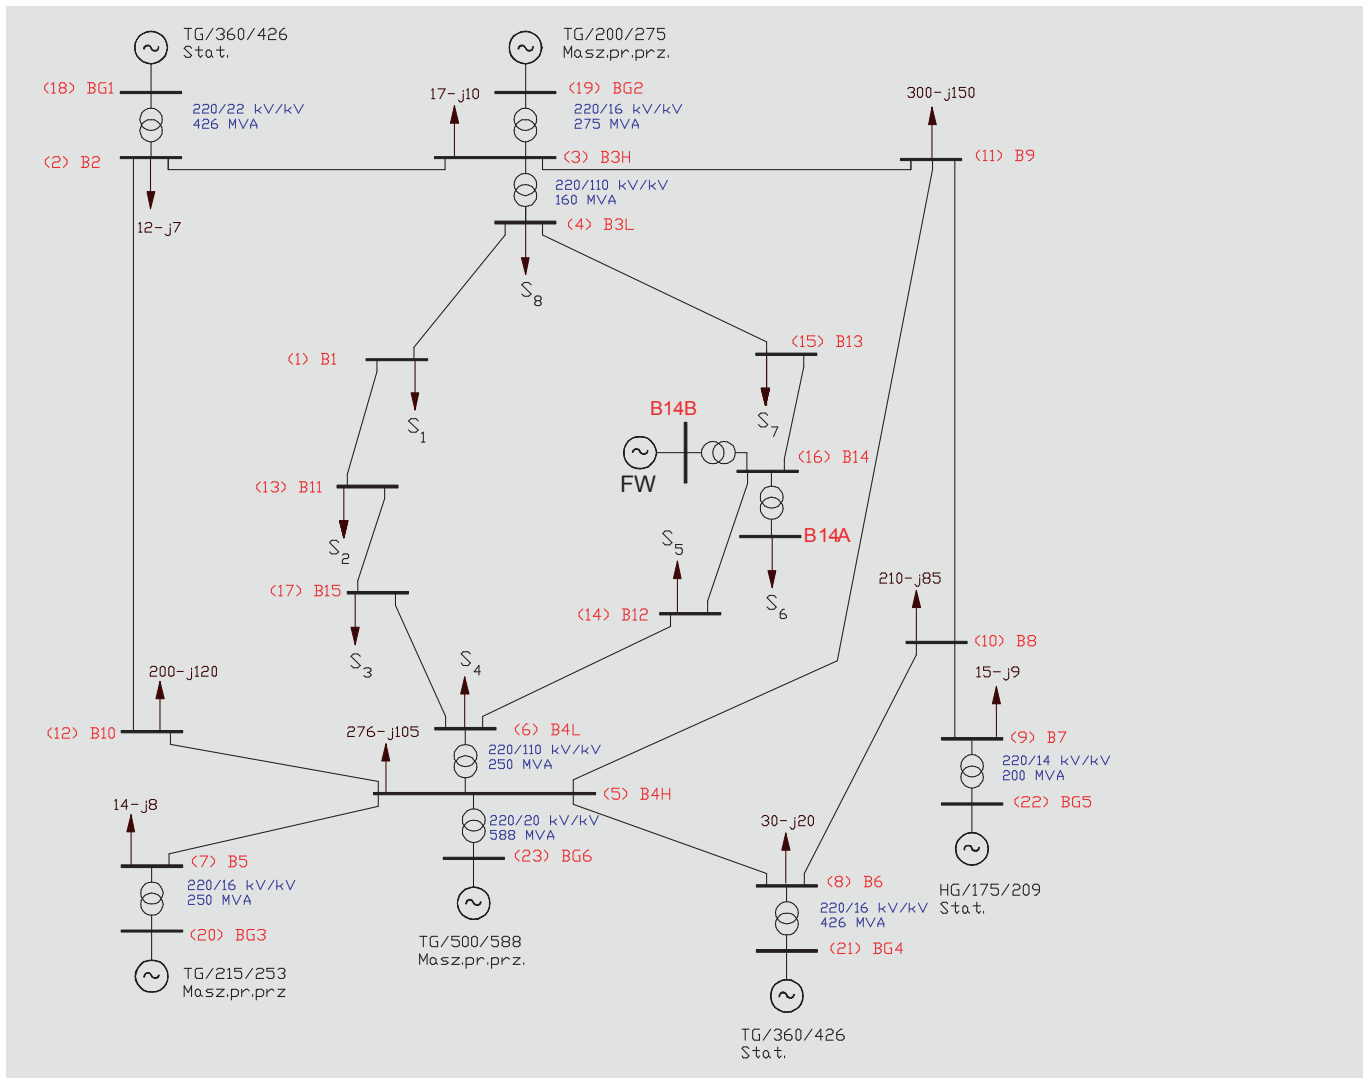 TG/360/426
Stat.
TG/200/275
Masz.pr.prz.
(18) BG1
220/22 kV/kV
426 MVA
17-j10
(19) BG2
220/16 kV/kV
275 MVA
300-j150
(2) B2
(3) B3H
(11) B9
220/110 kV/kV
160 MVA
12-j7
(4) B3L
S8
(1) B1
(15) B13
S1
B14B
S7
FW
(16) B14
(13) B11
S2
B14A
S5
S6
(17) B15
(14) B12
S3
S4
210-j85
(10) B8
15-j9
200-j120
(12) B10
276-j105
(6) B4L
220/110 kV/kV
250 MVA
(9) B7
220/14 kV/kV
200 MVA
(5) B4H
(22) BG5
14-j8
220/20 kV/kV
588 MVA
30-j20
(7) B5
(23) BG6
220/16 kV/kV
250 MVA
(8) B6
HG/175/209
Stat.
220/16 kV/kV
426 MVA
(20) BG3
TG/500/588
Masz.pr.prz.
(21) BG4
TG/215/253
Masz.pr.prz
TG/360/426
Stat.